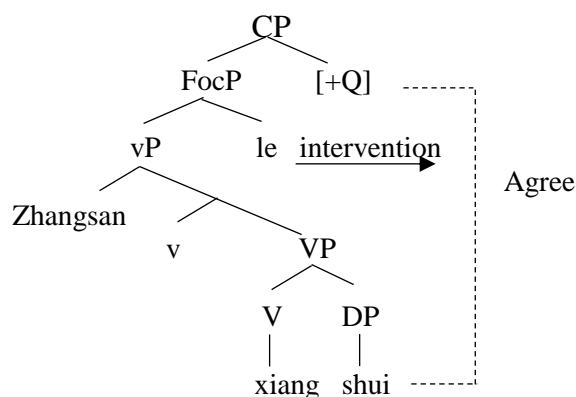 CP
FocP [+Q]
vP le intervention
Agree
Zhangsan
v VP
V DP
xiang shui